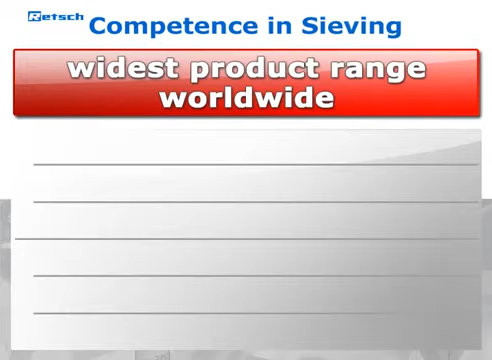 Retsch
Competence in Sieving
widest product range
worldwide